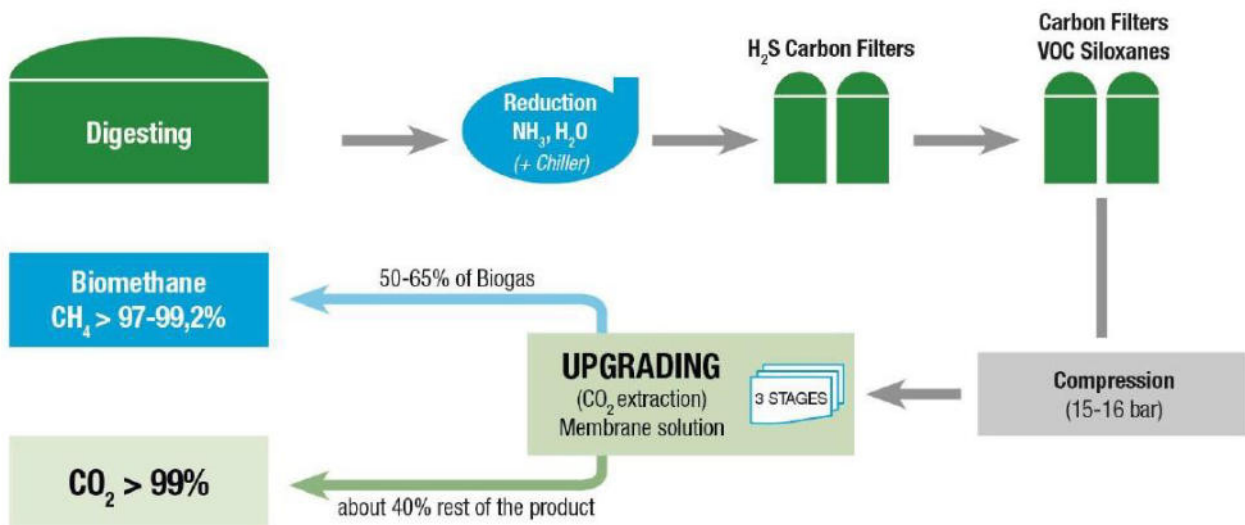 Digesting
Reduction
NH₃, H₂O
(+ Chiller)
H₂S Carbon Filters
Carbon Filters
VOC Siloxanes
Biomethane
CH₄ > 97-99,2%
50-65% of Biogas
UPGRADING
(CO₂ extraction)
Membrane solution
3 STAGES
Compression
(15-16 bar)
CO₂ > 99%
about 40% rest of the product